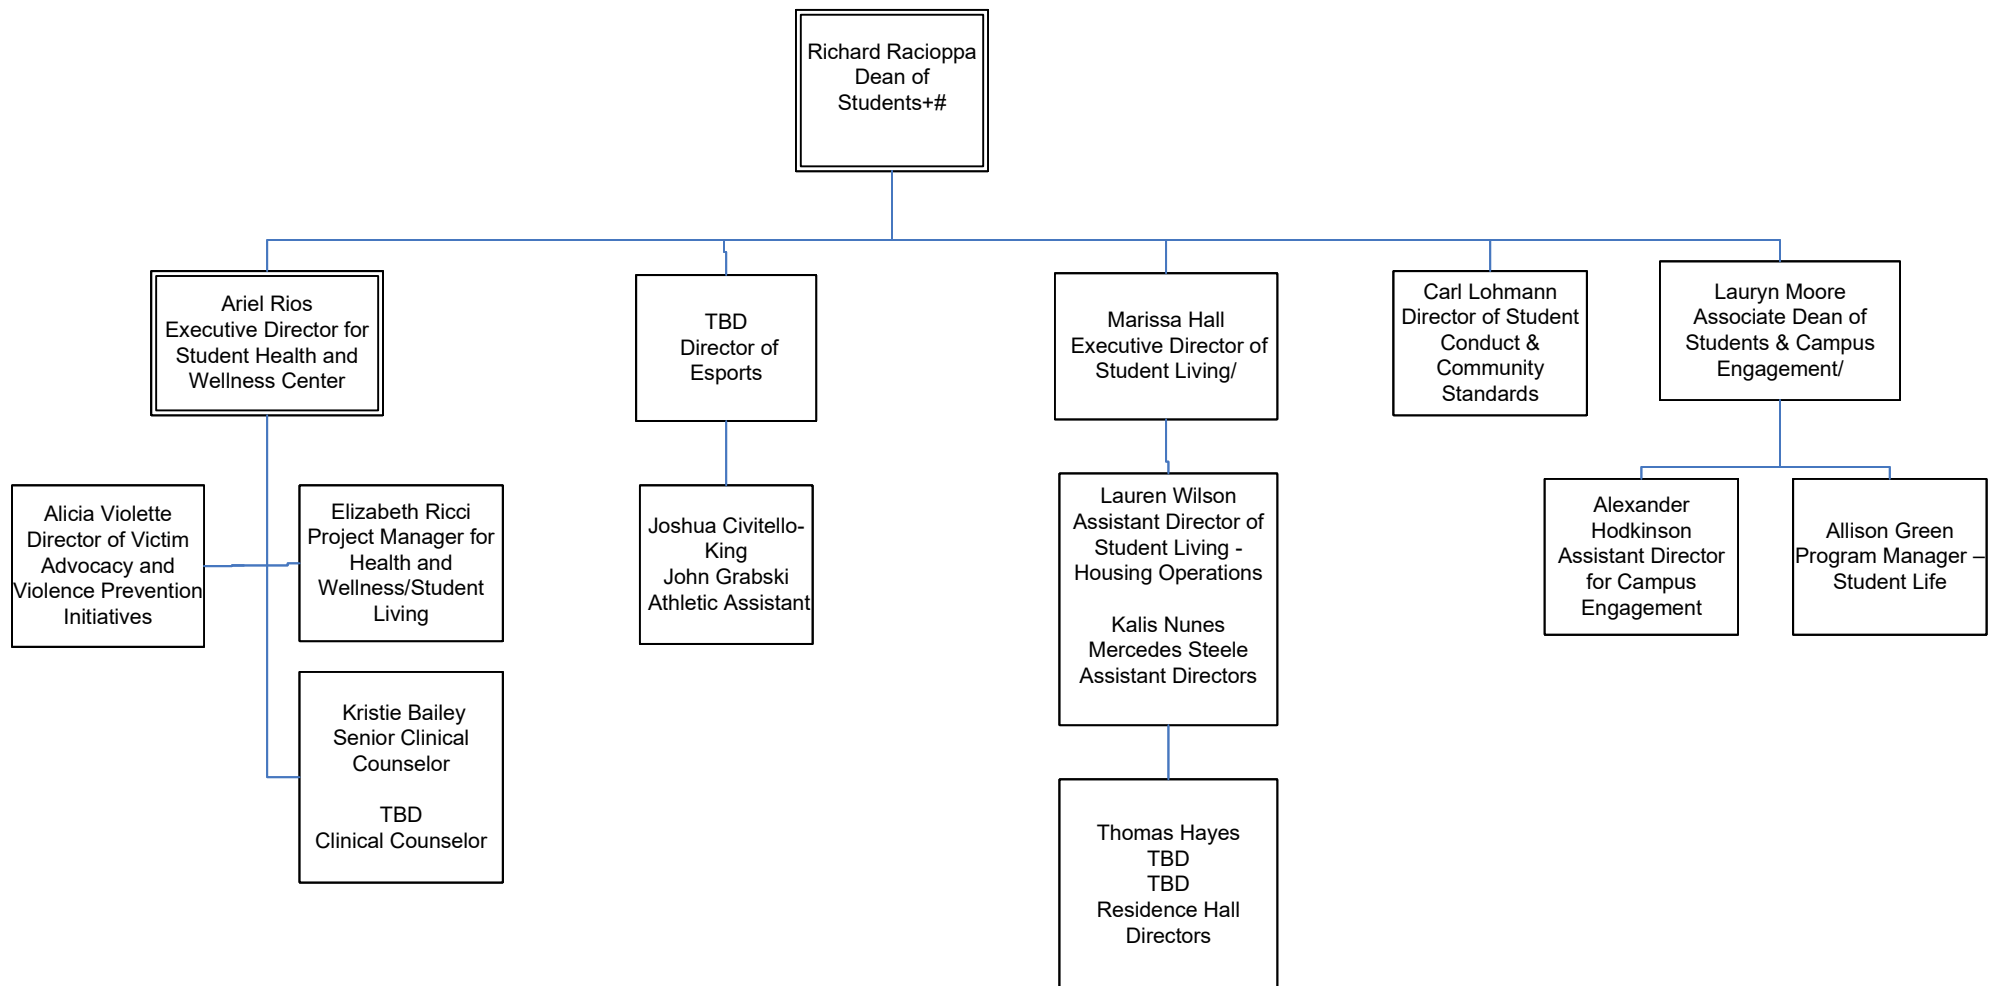 Richard Racioppa
Dean of
Students+#
Ariel Rios
Executive Director for
Student Health and
Wellness Center
TBD
Director of
Esports
Marissa Hall
Executive Director of
Student Living/
Carl Lohmann
Director of Student
Conduct &
Community
Standards
Lauryn Moore
Associate Dean of
Students & Campus
Engagement/
Alicia Violette
Director of Victim
Advocacy and
Violence Prevention
Initiatives
Elizabeth Ricci
Project Manager for
Health and
Wellness/Student
Living
Joshua Civitello-
King
John Grabski
Athletic Assistant
Lauren Wilson
Assistant Director of
Student Living -
Housing Operations
Kalis Nunes
Mercedes Steele
Assistant Directors
Alexander
Hodkinson
Assistant Director
for Campus
Engagement
Allison Green
Program Manager –
Student Life
Kristie Bailey
Senior Clinical
Counselor
TBD
Clinical Counselor
Thomas Hayes
TBD
TBD
Residence Hall
Directors